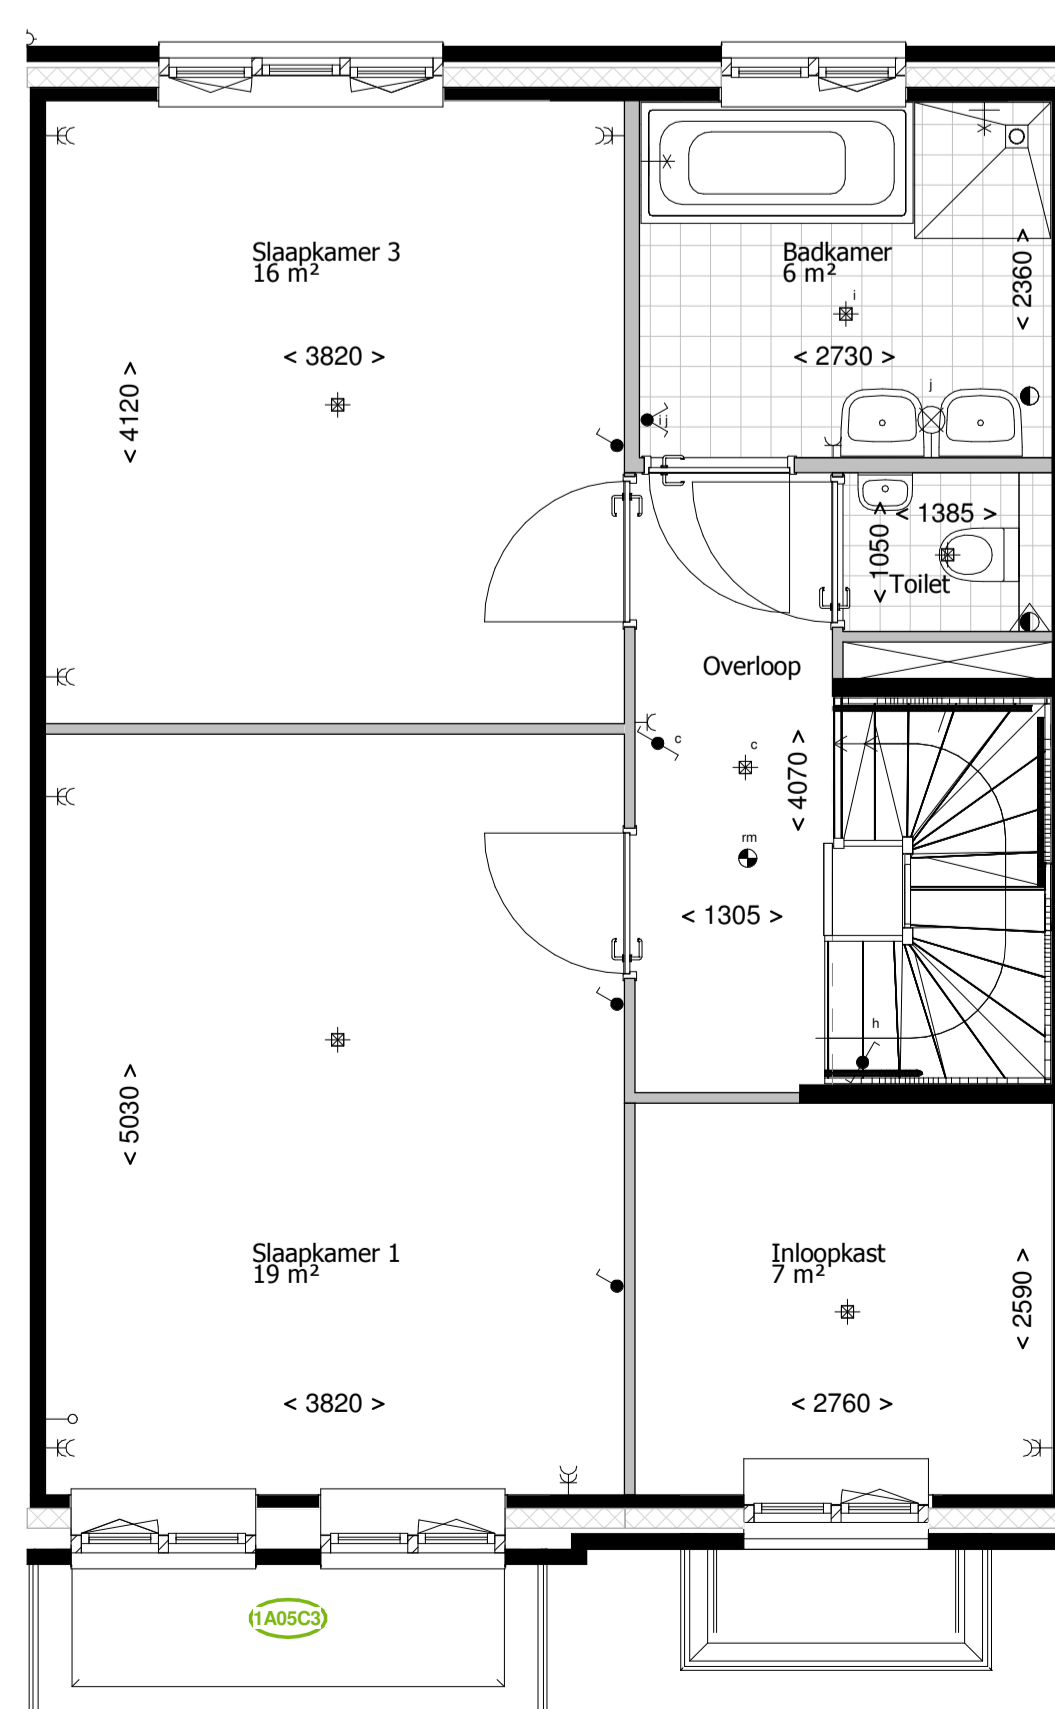 Slaapkamer 3
16 m²
< 3820 >
< 4120 >
Badkamer
6 m²
i
< 2360 >
< 2730 >
j
ij
< 1385 >
< 1050 >
Toilet
Overloop
c
c
< 4070 >
rm
< 1305 >
h
< 5030 >
Slaapkamer 1
19 m²
< 3820 >
Inloopkast
7 m²
< 2590 >
< 2760 >
1A05C3